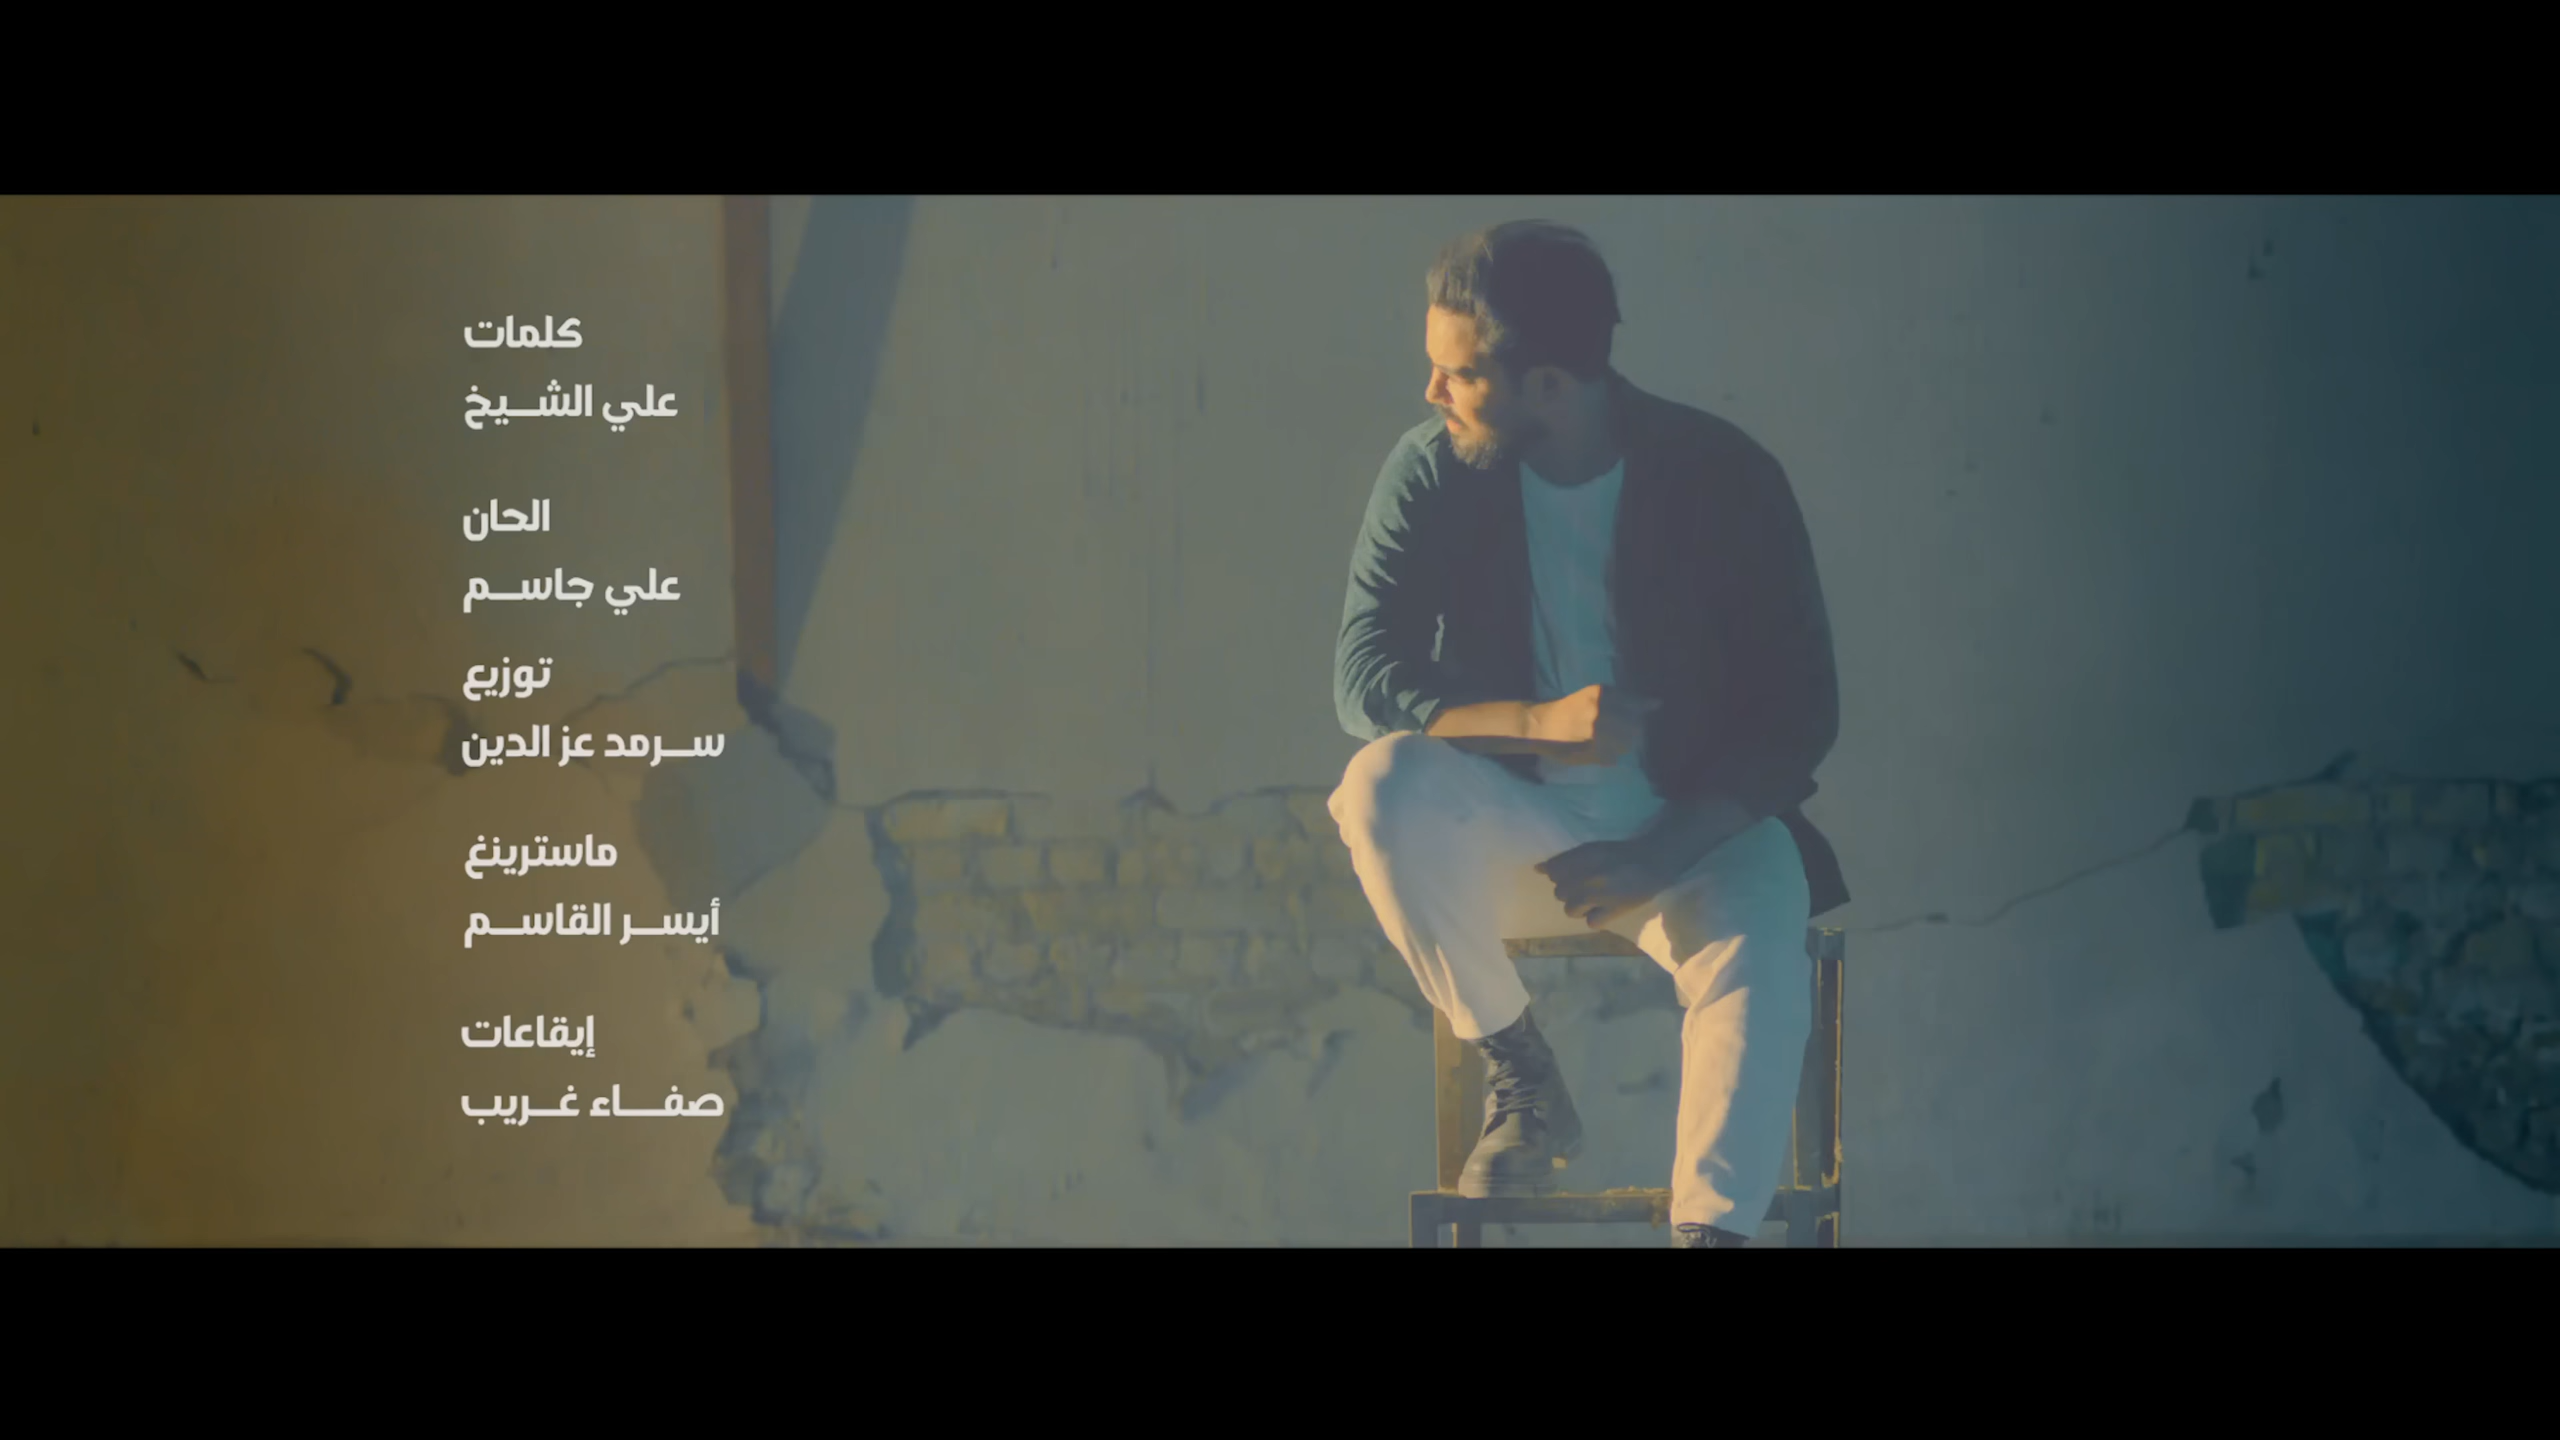 كلمات
علي الشيخ
الحان
علي جاسم
توزيع
سرمد عز الدين
ماسترينغ
أيسر القاسم
إيقاعات
صفاء غريب